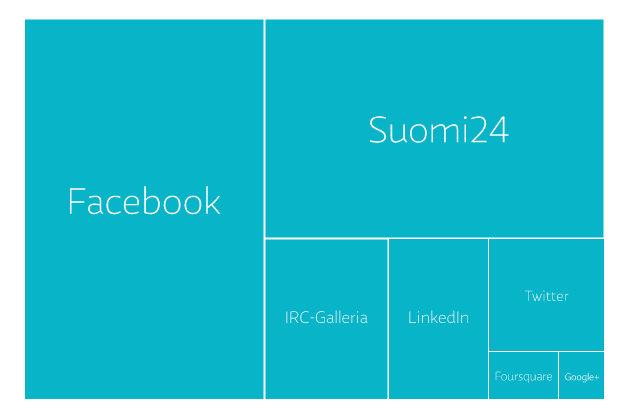 Facebook
Suomi24
IRC-Galleria
LinkedIn
Twitter
Foursquare
Google+